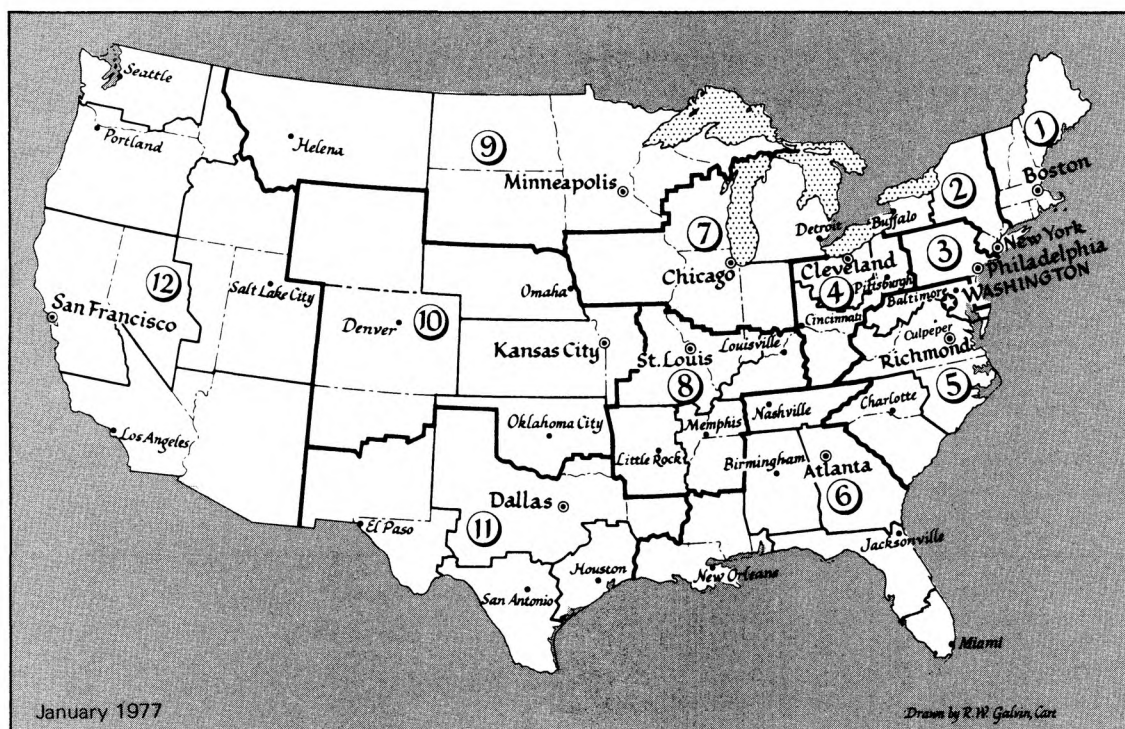 Seattle
Portland
Helena
9
Minneapolis
1
Boston
2
Buffalo
Detroit
7
Chicago
3
New York
Philadelphia
Cleveland
Pittsburgh
4
WASHINGTON
Baltimore
Cincinnati
12
San Francisco
Salt Lake City
Omaha
Denver
10
Kansas City
St. Louis
Louisville
Culpeper
Richmond
8
5
Charlotte
Nashville
Memphis
Oklahoma City
Los Angeles
Little Rock
Birmingham
Atlanta
6
Dallas
11
El Paso
Jacksonville
Houston
New Orleans
San Antonio
Miami
January 1977
Drawn by R.W. Galvin, Cart